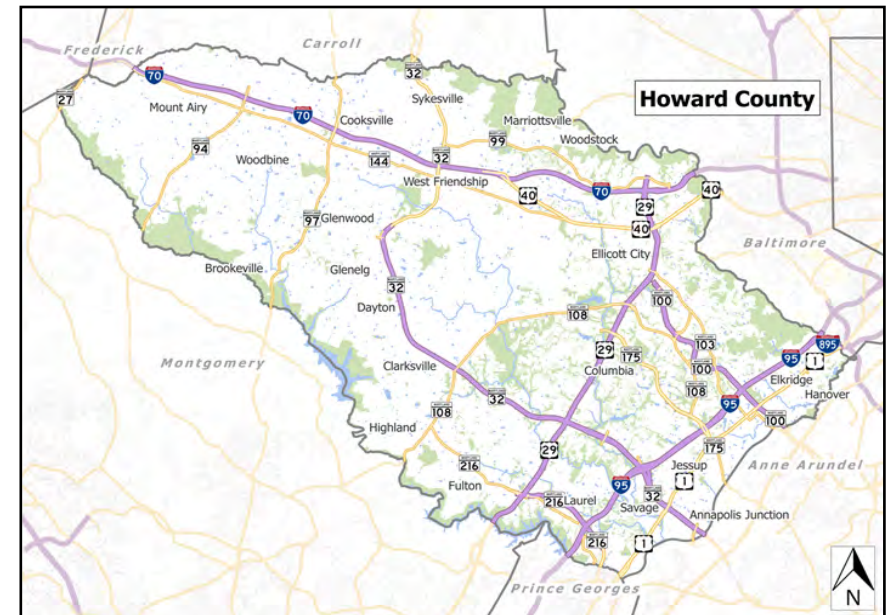 Frederick
Carroll
70
32
27
Mount Airy
Sykesville
Howard County
70
Cooksville
Marriottsville
94
99
Woodstock
Woodbine
144
32
West Friendship
70
40
40
29
97
Glenwood
40
Baltimore
Ellicott City
Brookeville
Glenelg
32
100
Dayton
108
103
895
29
175
95
1
Montgomery
Clarksville
Columbia
100
Elkridge
32
108
Hanover
108
95
100
Highland
29
175
216
Jessup
Anne Arundel
Fulton
95
1
216
Laurel
32
Savage
Annapolis Junction
216
1
Prince Georges
N